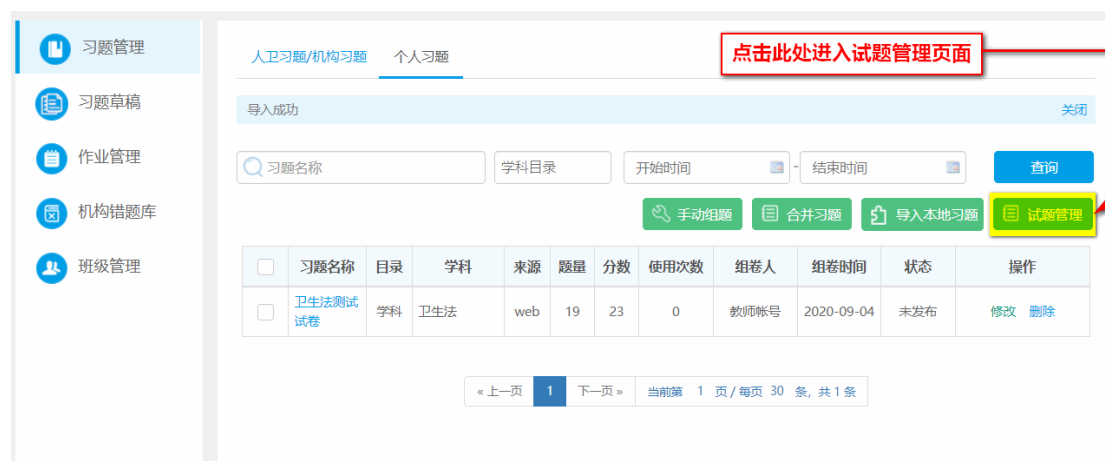 习题管理
习题草稿
作业管理
机构错题库
班级管理
人卫习题/机构习题 个人习题
点击此处进入试题管理页面
导入成功 关闭
习题名称 学科目录 开始时间 - 结束时间 查询
手动组题 合并习题 导入本地习题 试题管理
习题名称 目录 学科 来源 题量 分数 使用次数 组卷人 组卷时间 状态 操作
卫生法测试
试卷 学科 卫生法 web 19 23 0 教师帐号 2020-09-04 未发布 修改 删除
« 上一页 1 下一页 » 当前第 1 页 / 每页 30 条, 共 1 条